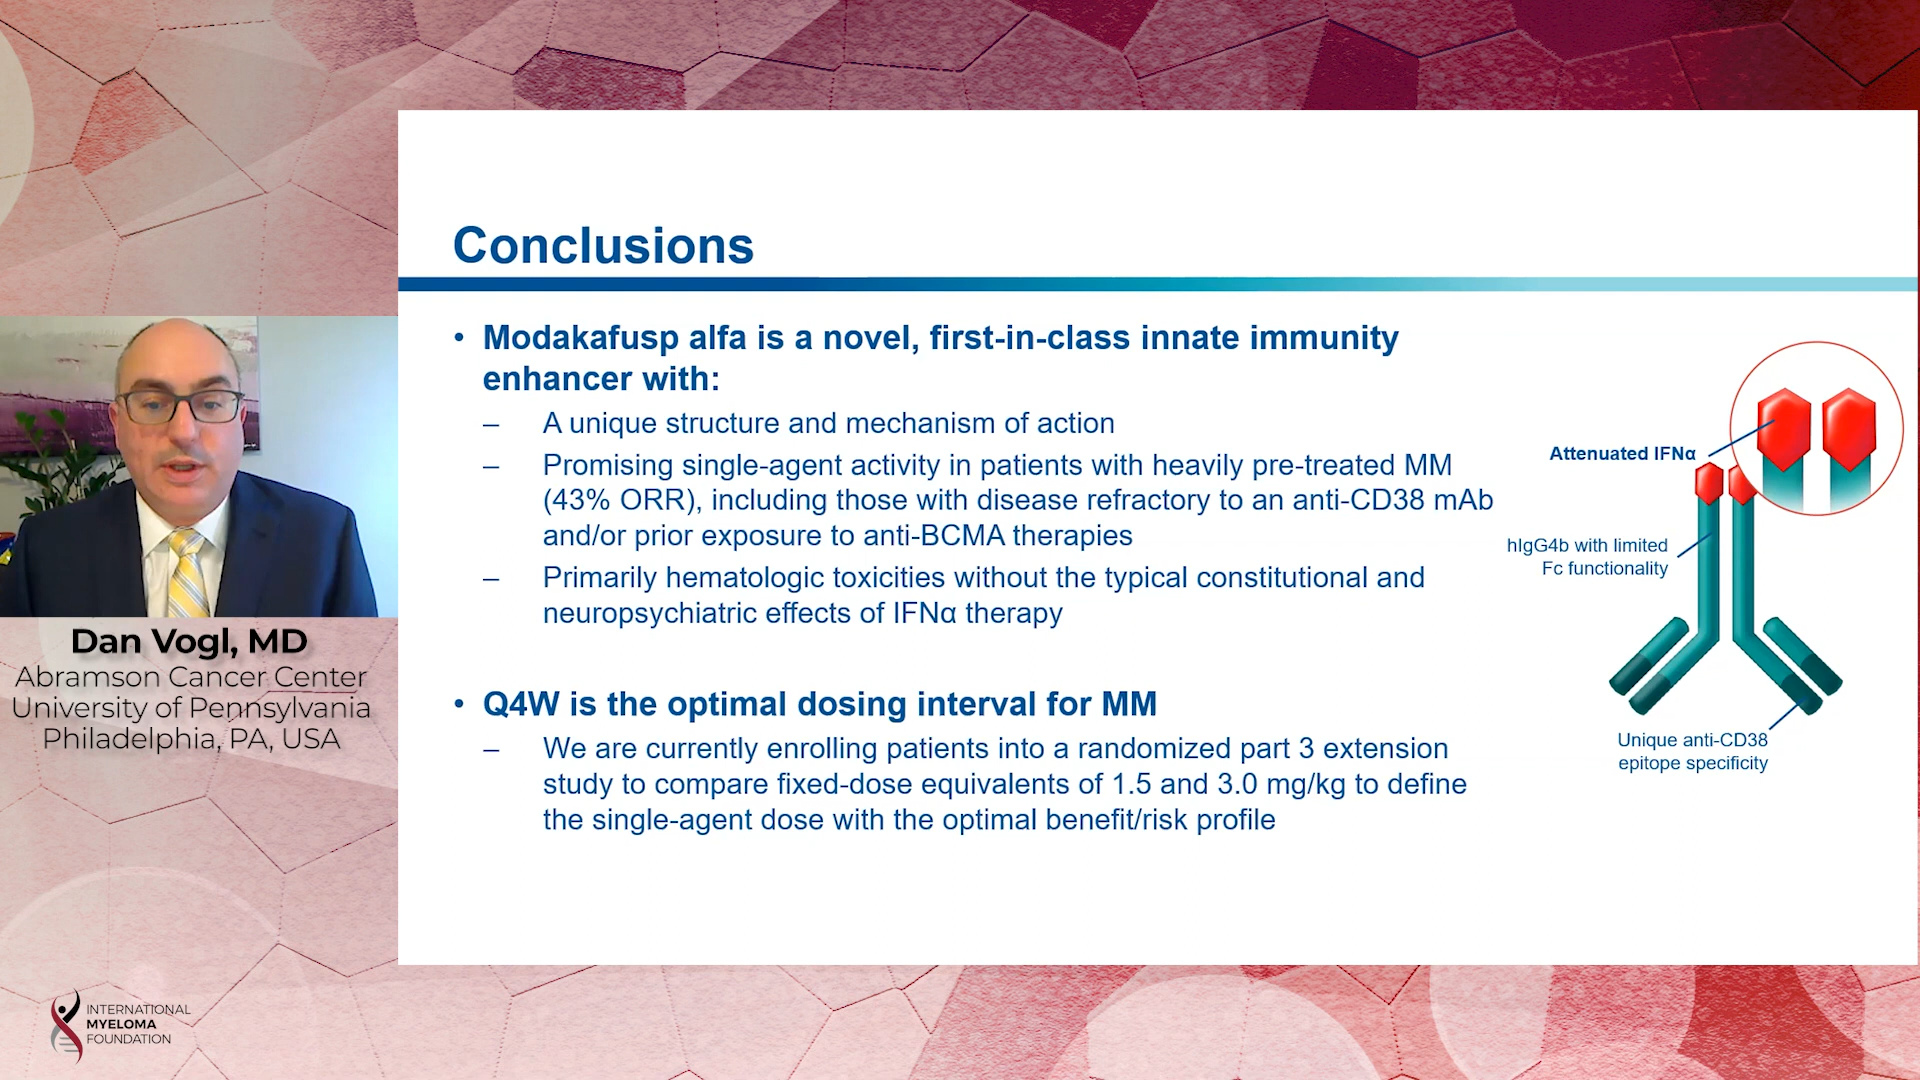 Conclusions
• Modakafusp alfa is a novel, first-in-class innate immunity
enhancer with:
– A unique structure and mechanism of action
– Promising single-agent activity in patients with heavily pre-treated MM
(43% ORR), including those with disease refractory to an anti-CD38 mAb
and/or prior exposure to anti-BCMA therapies
– Primarily hematologic toxicities without the typical constitutional and
neuropsychiatric effects of IFNα therapy
• Q4W is the optimal dosing interval for MM
– We are currently enrolling patients into a randomized part 3 extension
study to compare fixed-dose equivalents of 1.5 and 3.0 mg/kg to define
the single-agent dose with the optimal benefit/risk profile
Attenuated IFNα
hIgG4b with limited
Fc functionality
Unique anti-CD38
epitope specificity
Dan Vogl, MD
Abramson Cancer Center
University of Pennsylvania
Philadelphia, PA, USA
INTERNATIONAL
MYELOMA
FOUNDATION